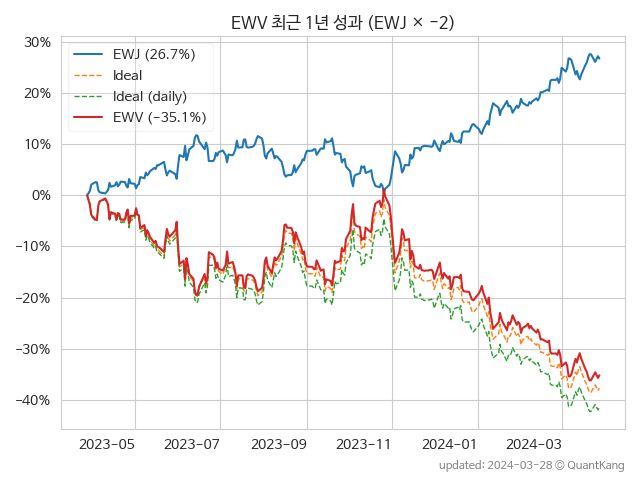 EWV 최근 1년 성과 (EWJ × −2)
30%
20%
10%
0%
−10%
−20%
−30%
−40%
EWJ (26.7%)
Ideal
Ideal (daily)
EWV (−35.1%)
2023-05 2023-07 2023-09 2023-11 2024-01 2024-03
updated: 2024-03-28 © QuantKang